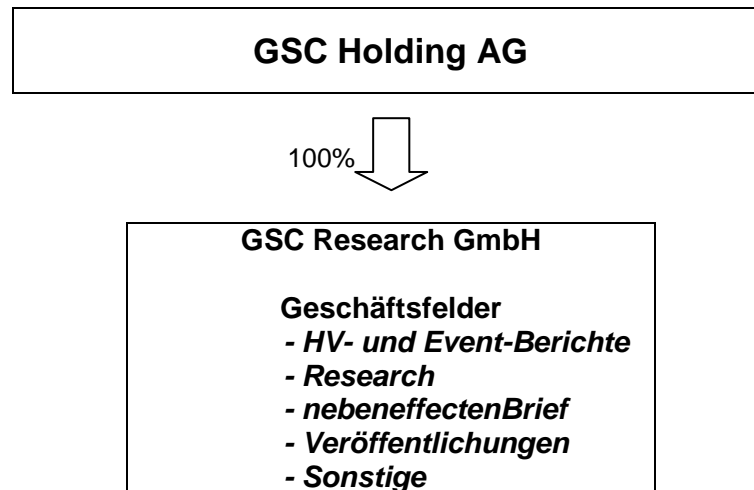 GSC Holding AG
100%
GSC Research GmbH
Geschäftsfelder
- HV- und Event-Berichte
- Research
- nebeneffectenBrief
- Veröffentlichungen
- Sonstige